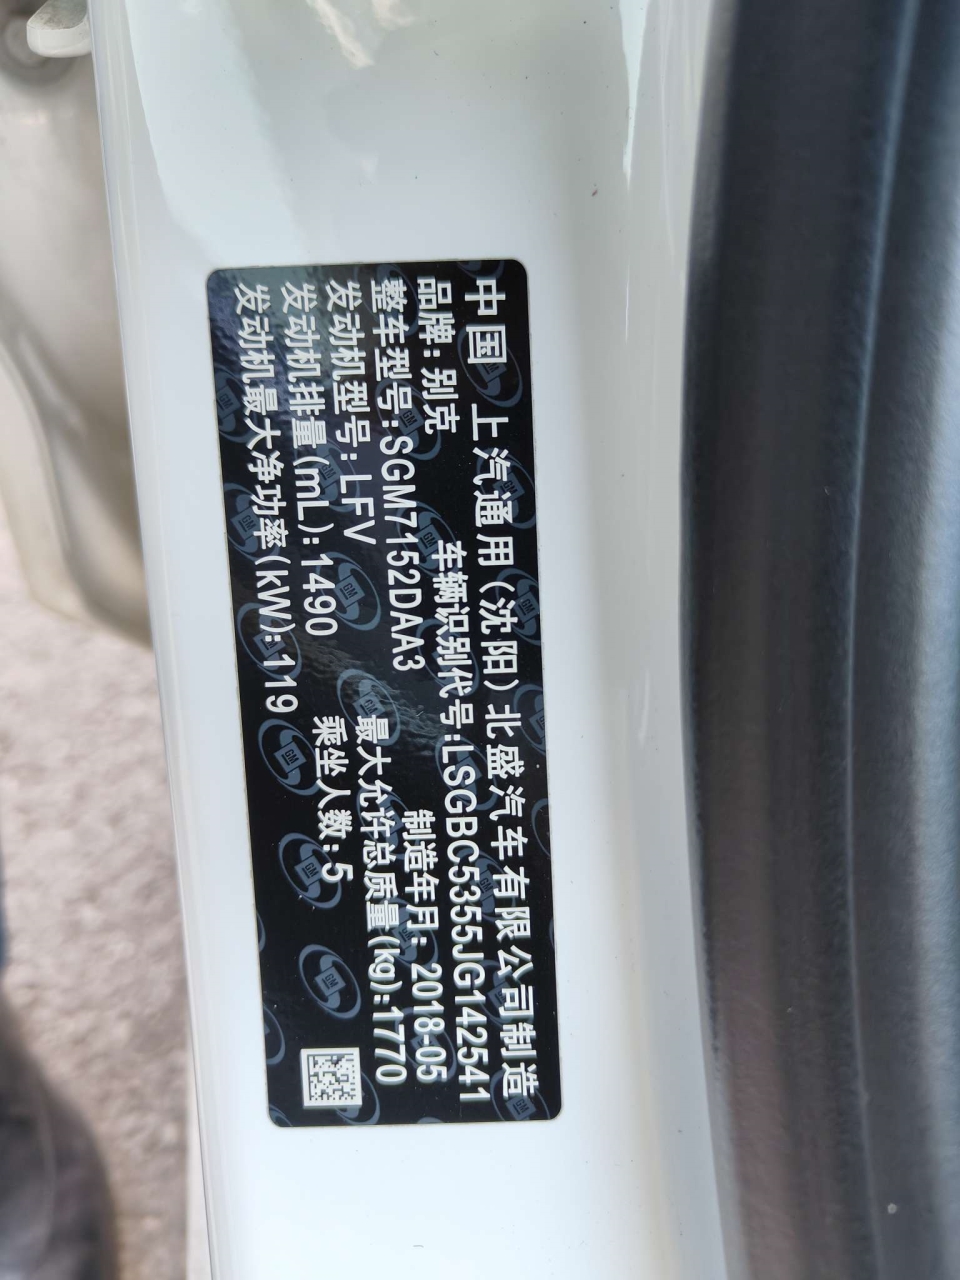 中国 上汽通用(沈阳)北盛汽车有限公司制造
品牌:别克 车辆识别代号:LSGBC5355JG142541
整车型号:SGM7152DAA3 制造年月:2018-05
发动机型号:LFV 最大允许总质量(kg):1770
发动机排量(mL):1490 乘坐人数:5
发动机最大净功率(kW):119